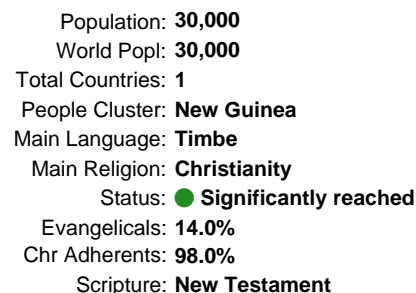 Population: 30,000
World Popl: 30,000
Total Countries: 1
People Cluster: New Guinea
Main Language: Timbe
Main Religion: Christianity
Status: Significantly reached
Evangelicals: 14.0%
Chr Adherents: 98.0%
Scripture: New Testament